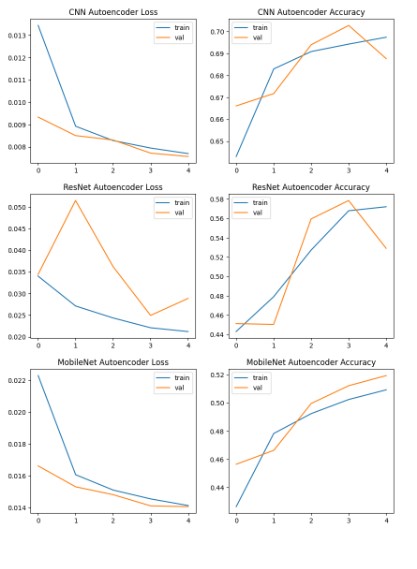 CNN Autoencoder Loss
train
val
0.013
0.012
0.011
0.010
0.009
0.008
0 1 2 3 4
CNN Autoencoder Accuracy
train
val
0.70
0.69
0.68
0.67
0.66
0.65
0 1 2 3 4
ResNet Autoencoder Loss
train
val
0.050
0.045
0.040
0.035
0.030
0.025
0.020
0 1 2 3 4
ResNet Autoencoder Accuracy
train
val
0.58
0.56
0.54
0.52
0.50
0.48
0.46
0.44
0 1 2 3 4
MobileNet Autoencoder Loss
train
val
0.022
0.020
0.018
0.016
0.014
0 1 2 3 4
MobileNet Autoencoder Accuracy
train
val
0.52
0.50
0.48
0.46
0.44
0 1 2 3 4